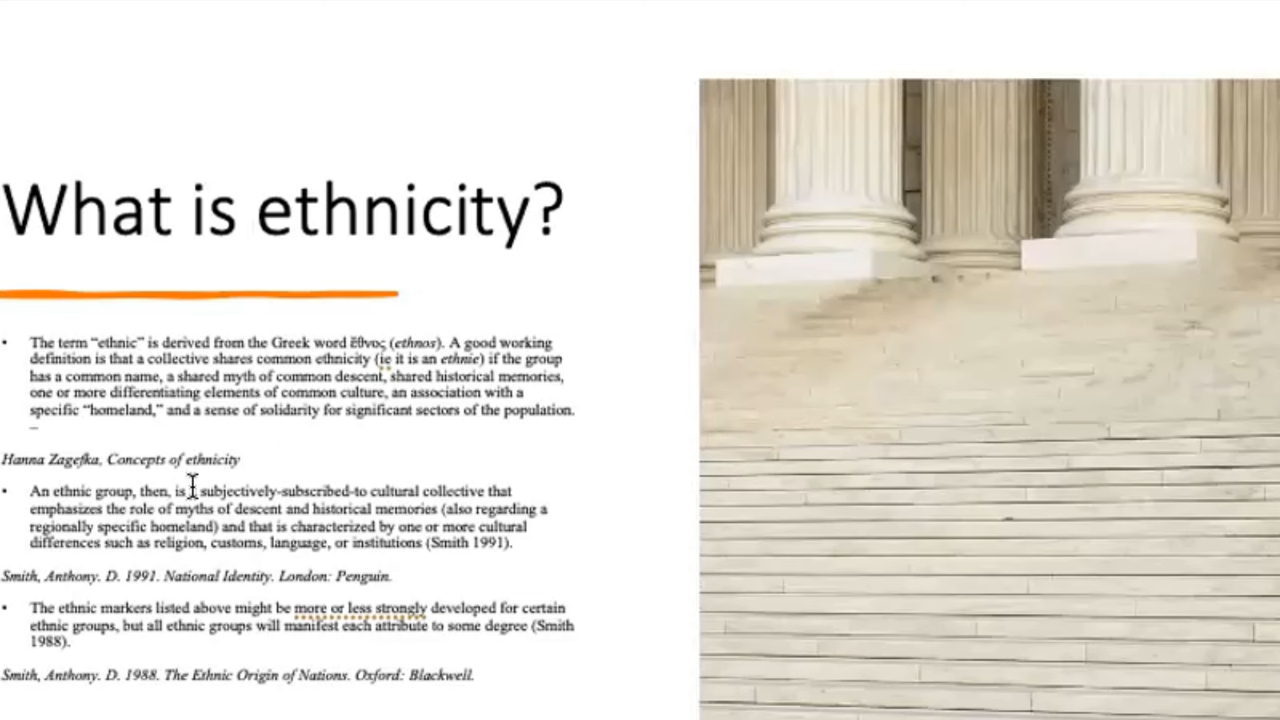 What is ethnicity?
• The term “ethnic” is derived from the Greek word ἔθνος (ethnos). A good working
definition is that a collective shares common ethnicity (ie it is an ethnie) if the group
has a common name, a shared myth of common descent, shared historical memories,
one or more differentiating elements of common culture, an association with a
specific “homeland,” and a sense of solidarity for significant sectors of the population.
–
Hanna Zagefka, Concepts of ethnicity
• An ethnic group, then, is subjectively-subscribed-to cultural collective that
emphasizes the role of myths of descent and historical memories (also regarding a
regionally specific homeland) and that is characterized by one or more cultural
differences such as religion, customs, language, or institutions (Smith 1991).
Smith, Anthony. D. 1991. National Identity. London: Penguin.
• The ethnic markers listed above might be more or less strongly developed for certain
ethnic groups, but all ethnic groups will manifest each attribute to some degree (Smith
1988).
Smith, Anthony. D. 1988. The Ethnic Origin of Nations. Oxford: Blackwell.